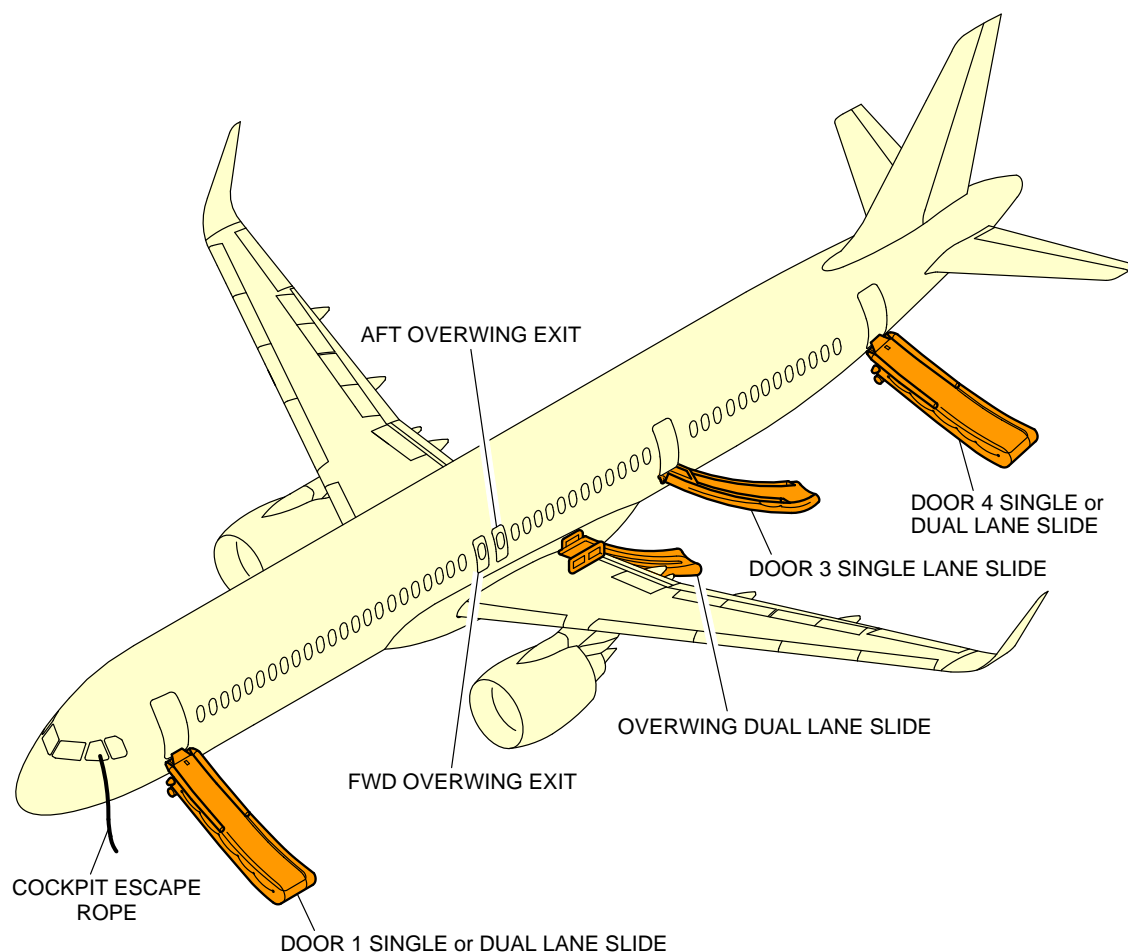 AFT OVERWING EXIT
DOOR 4 SINGLE or
DUAL LANE SLIDE
DOOR 3 SINGLE LANE SLIDE
OVERWING DUAL LANE SLIDE
FWD OVERWING EXIT
COCKPIT ESCAPE
ROPE
DOOR 1 SINGLE or DUAL LANE SLIDE